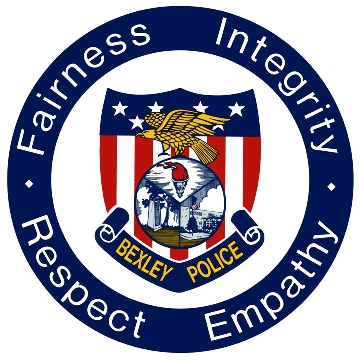 Fairness
Integrity
Respect
Empathy
BEXLEY POLICE